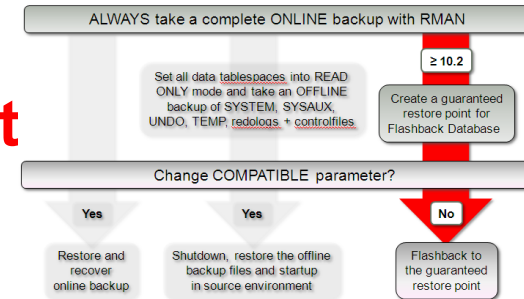 ALWAYS take a complete ONLINE backup with RMAN
≥ 10.2
Set all data tablespaces into READ
ONLY mode and take an OFFLINE
backup of SYSTEM, SYSAUX,
UNDO, TEMP, redologs + controlfiles
Create a guaranteed
restore point for
Flashback Database
t
Change COMPATIBLE parameter?
Yes
Yes
No
Restore and
recover
online backup
Shutdown, restore the offline
backup files and startup
in source environment
Flashback to
the guaranteed
restore point